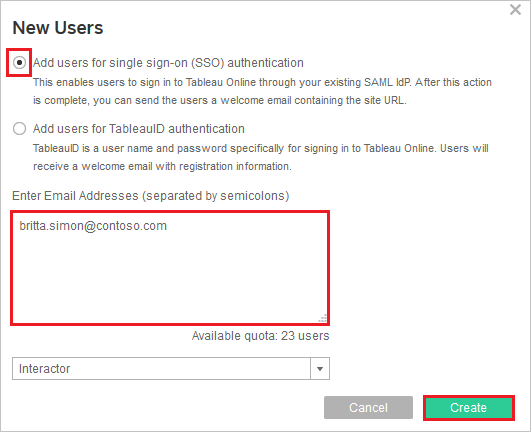 New Users
Add users for single sign-on (SSO) authentication
This enables users to sign in to Tableau Online through your existing SAML IdP. After this action
is complete, you can send the users a welcome email containing the site URL.
Add users for TableauID authentication
TableauID is a user name and password specifically for signing in to Tableau Online. Users will
receive a welcome email with registration information.
Enter Email Addresses (separated by semicolons)
britta.simon@contoso.com
Available quota: 23 users
Interactor
Cancel
Create